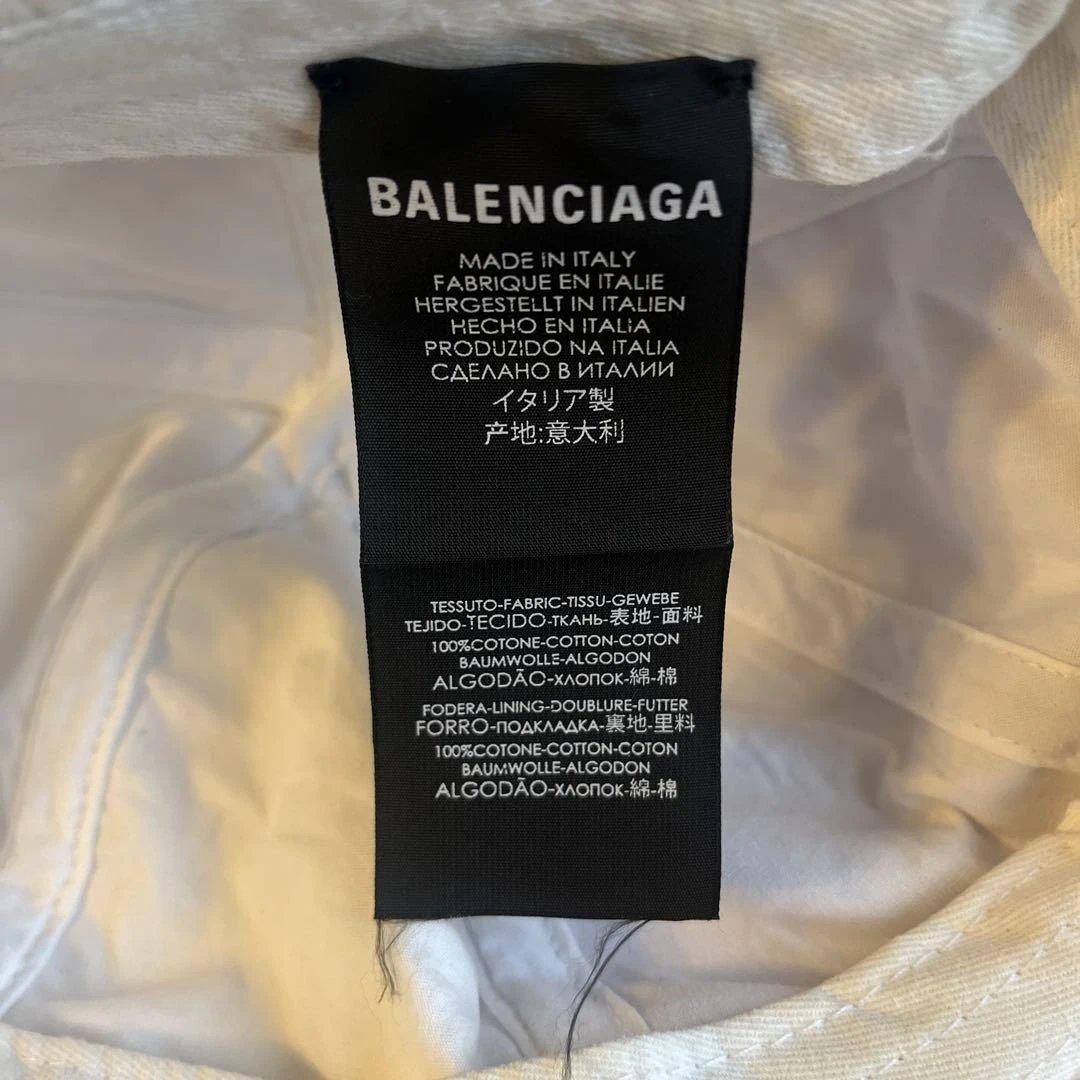 BALENCIAGA
MADE IN ITALY
FABRIQUE EN ITALIE
HERGESTELLT IN ITALIEN
HECHO EN ITALIA
PRODUZIDO NA ITALIA
СДЕЛАНО В ИТАЛИИ
イタリア製
产地:意大利
TESSUTO-FABRIC-TISSU-GEWEBE
TEJIDO-TECIDO-ТКАНЬ-表地-面料
100%COTONE-COTTON-COTON
BAUMWOLLE-ALGODON
ALGODÃO-ХЛОПОК-綿-棉
FODERA-LINING-DOUBLURE-FUTTER
FORRO-ПОДКЛАДКА-裏地-里料
100%COTONE-COTTON-COTON
BAUMWOLLE-ALGODON
ALGODÃO-ХЛОПОК-綿-棉